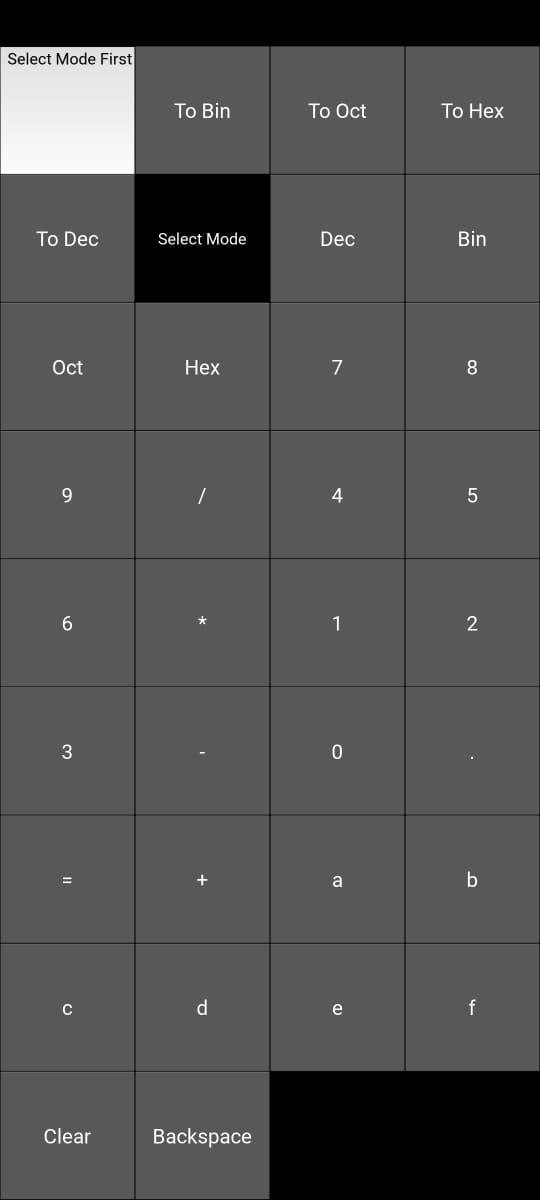 Select Mode First
To Bin
To Oct
To Hex
To Dec
Select Mode
Dec
Bin
Oct
Hex
7
8
9
/
4
5
6
*
1
2
3
-
0
.
=
+
a
b
c
d
e
f
Clear
Backspace